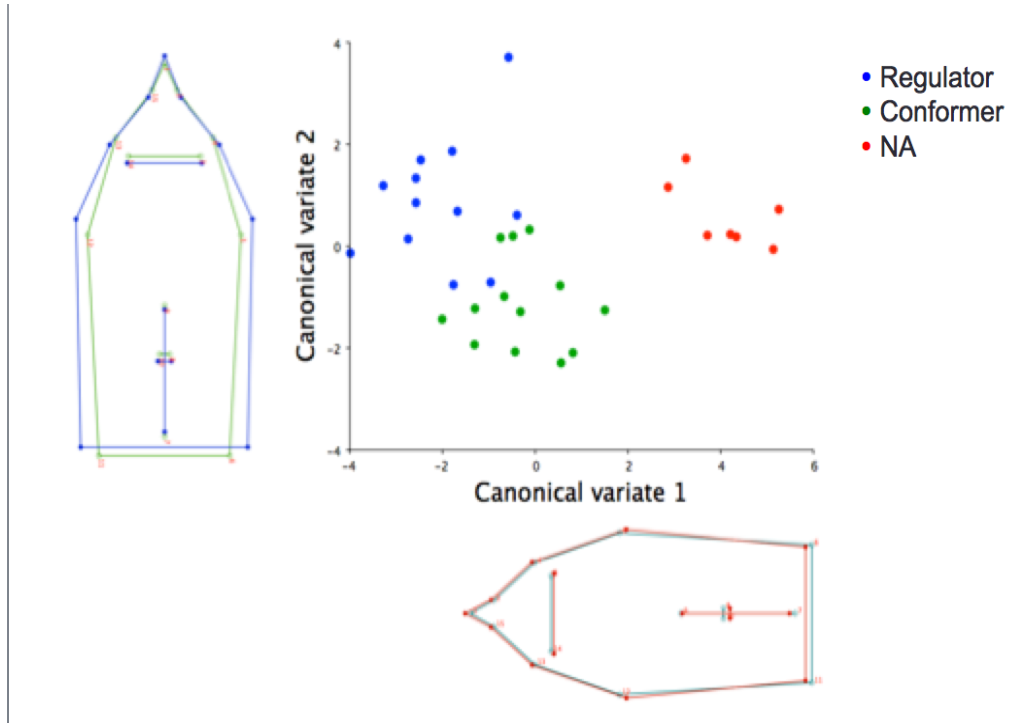 Regulator
Conformer
NA
4
2
0
-2
-4
Canonical variate 2
-4
-2
0
2
4
6
Canonical variate 1